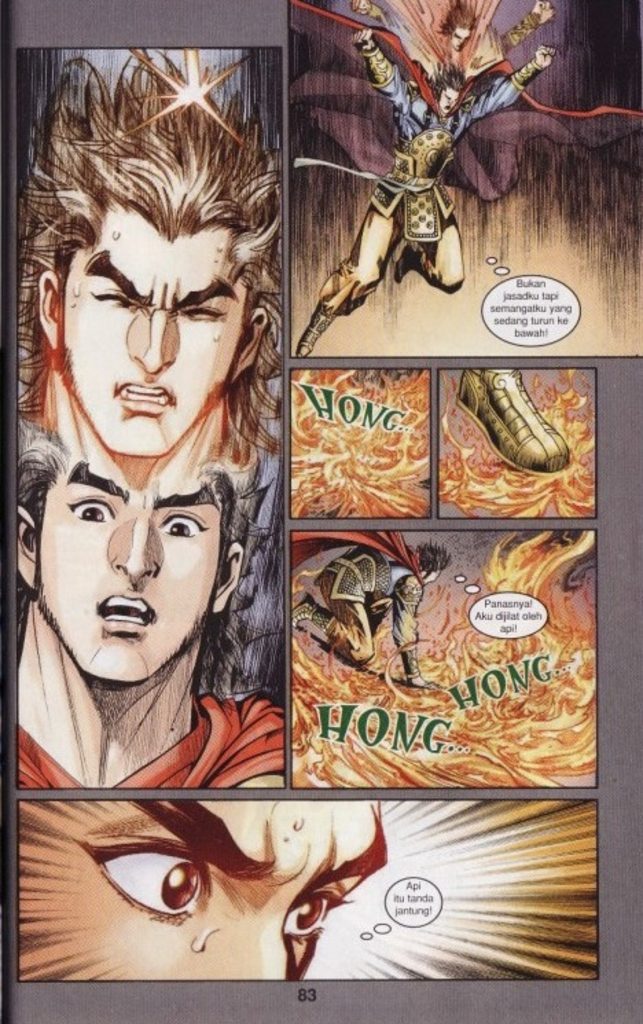 Bukan
jasadku tapi
semangatku yang
sedang turun ke
bawah!
HONG...
Panasnya!
Aku dijilat oleh
api!
HONG...
HONG...
Api
itu tanda
jantung!
83